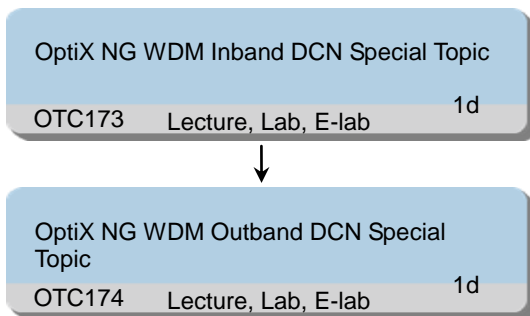 OptiX NG WDM Inband DCN Special Topic
OTC173 Lecture, Lab, E-lab 1d
OptiX NG WDM Outband DCN Special
Topic
OTC174 Lecture, Lab, E-lab 1d